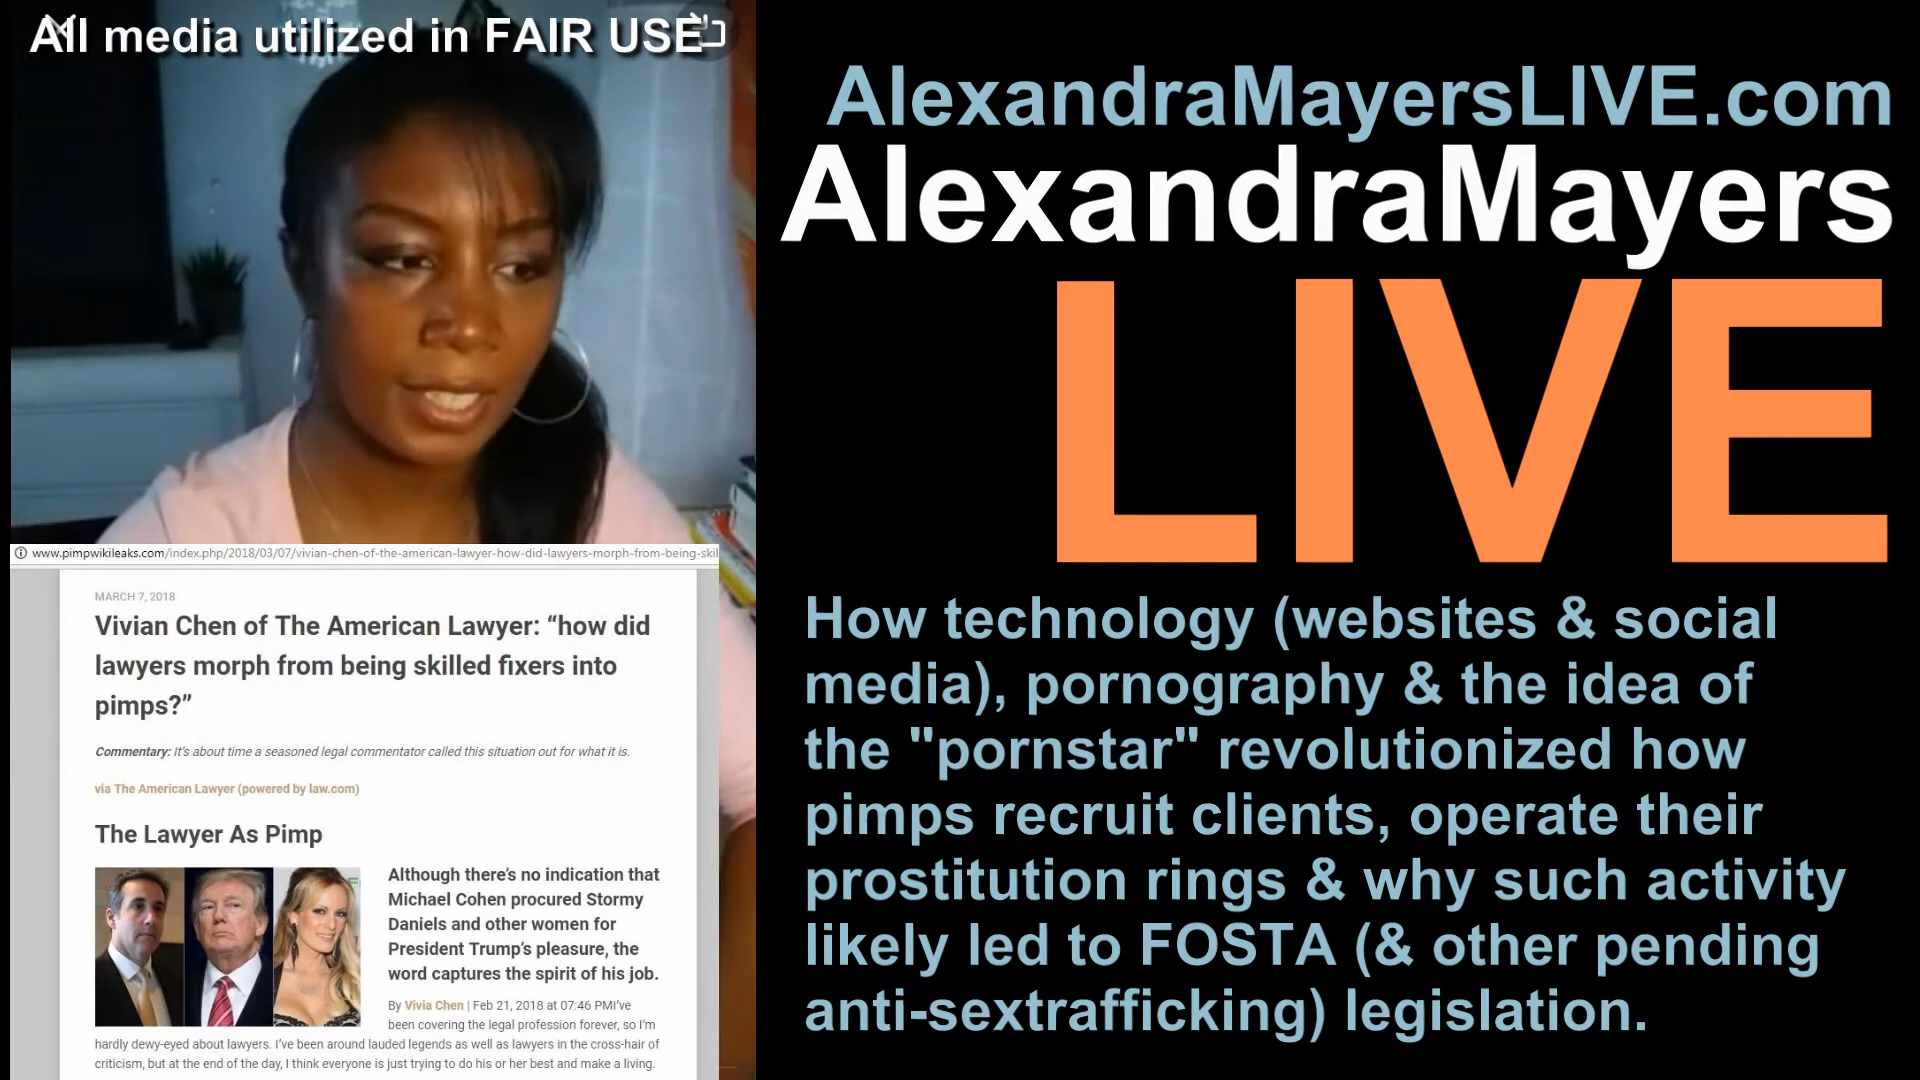 All media utilized in FAIR USE
AlexandraMayersLIVE.com
AlexandraMayers
LIVE
How technology (websites & social
media), pornography & the idea of
the "pornstar" revolutionized how
pimps recruit clients, operate their
prostitution rings & why such activity
likely led to FOSTA (& other pending
anti-sextrafficking) legislation.
www.pimpwikileaks.com/index.php/2018/03/07/vivian-chen-of-the-american-lawyer-how-did-lawyers-morph-from-being-skil
MARCH 7, 2018
Vivian Chen of The American Lawyer: “how did
lawyers morph from being skilled fixers into
pimps?”
Commentary: It’s about time a seasoned legal commentator called this situation out for what it is.
via The American Lawyer (powered by law.com)
The Lawyer As Pimp
Although there’s no indication that
Michael Cohen procured Stormy
Daniels and other women for
President Trump’s pleasure, the
word captures the spirit of his job.
By Vivia Chen | Feb 21, 2018 at 07:46 PMI’ve
been covering the legal profession forever, so I’m
hardly dewy-eyed about lawyers. I’ve been around lauded legends as well as lawyers in the cross-hair of
criticism, but at the end of the day, I think everyone is just trying to do his or her best and make a living.